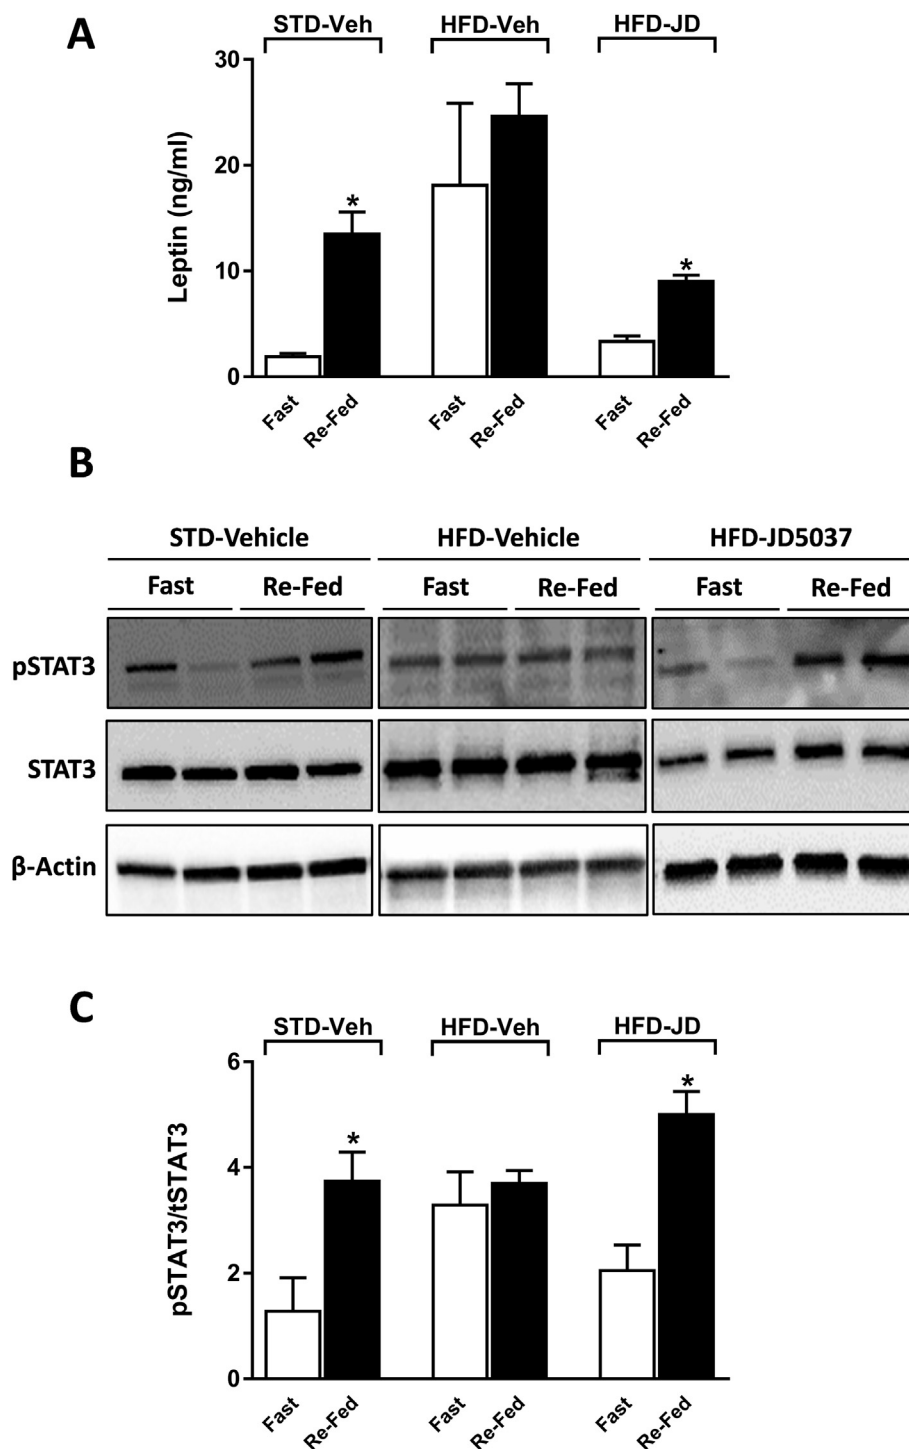 A
STD-Veh HFD-Veh HFD-JD
Leptin (ng/ml)
30
20
10
0
*
*
Fast Re-Fed Fast Re-Fed Fast Re-Fed
B
STD-Vehicle HFD-Vehicle HFD-JD5037
Fast Re-Fed Fast Re-Fed Fast Re-Fed
pSTAT3
STAT3
β-Actin
C
STD-Veh HFD-Veh HFD-JD
pSTAT3/tSTAT3
6
4
2
0
*
*
Fast Re-Fed Fast Re-Fed Fast Re-Fed